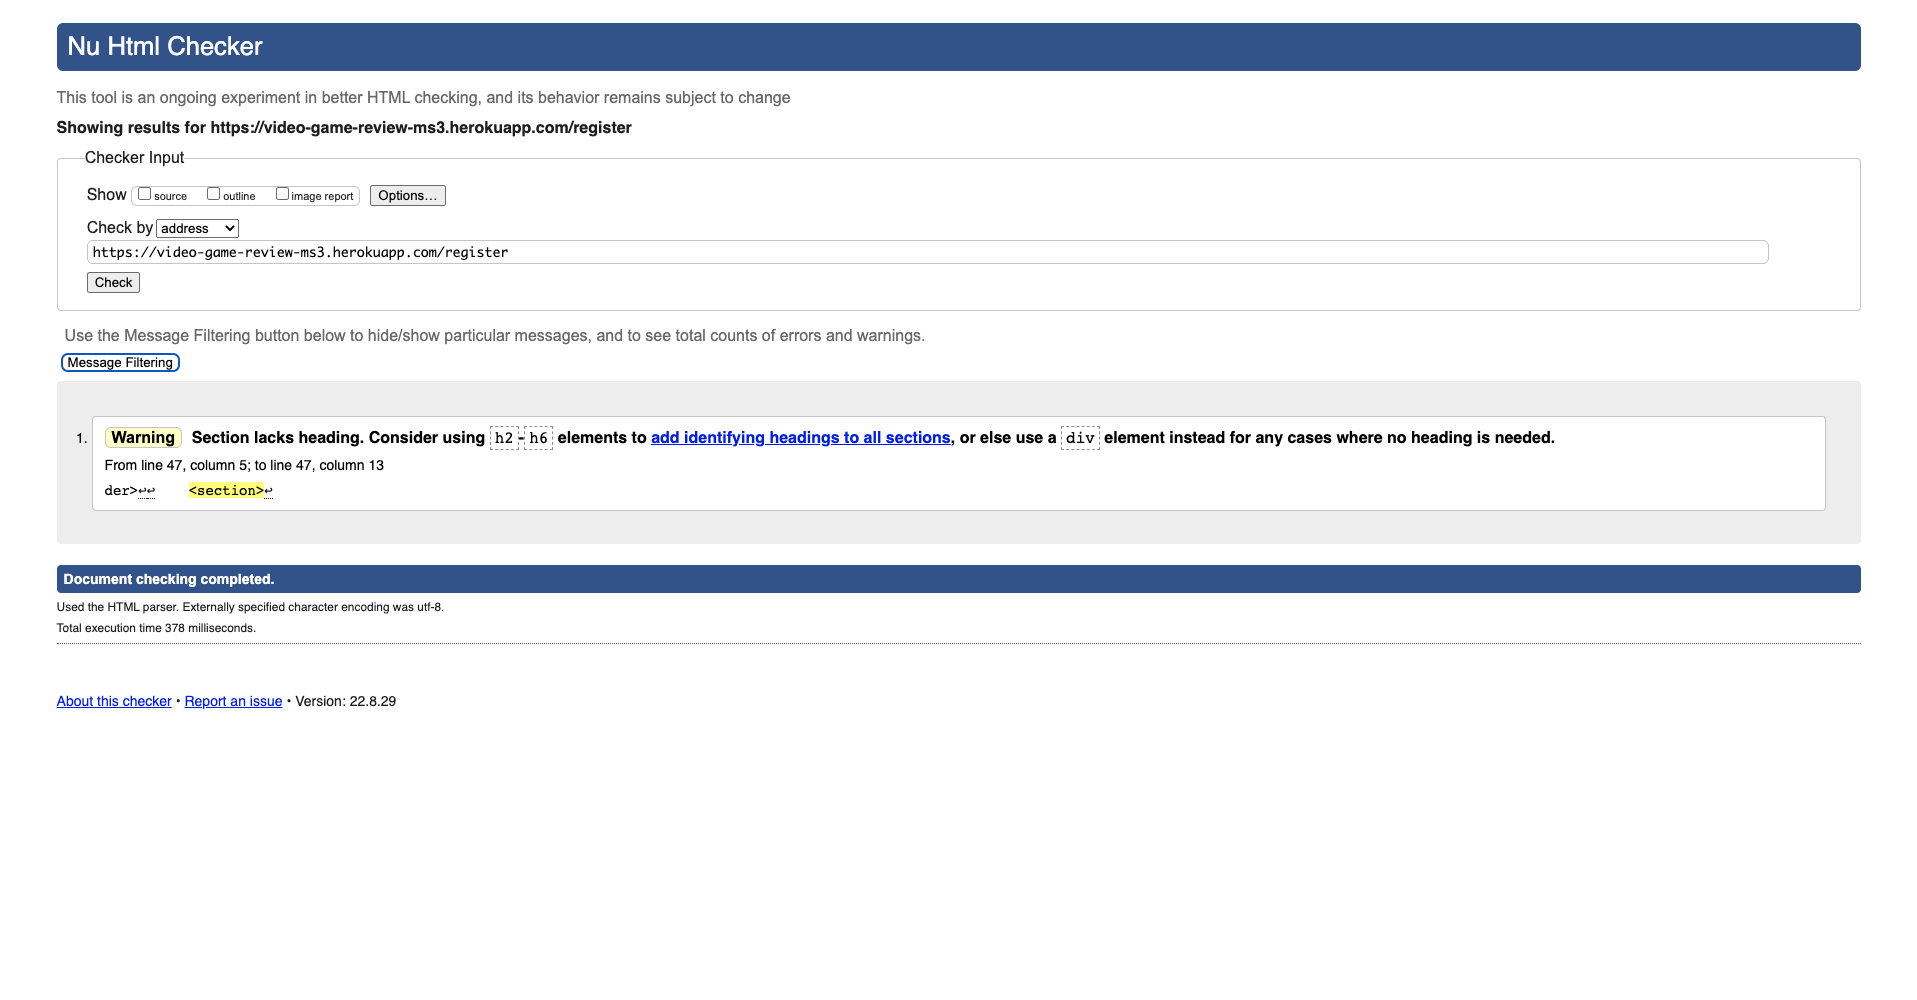 Nu Html Checker
This tool is an ongoing experiment in better HTML checking, and its behavior remains subject to change
Showing results for https://video-game-review-ms3.herokuapp.com/register
Checker Input
Show source outline image report Options...
Check by address
https://video-game-review-ms3.herokuapp.com/register
Check
Use the Message Filtering button below to hide/show particular messages, and to see total counts of errors and warnings.
Message Filtering
1. Warning Section lacks heading. Consider using h2-h6 elements to add identifying headings to all sections, or else use a div element instead for any cases where no heading is needed.
From line 47, column 5; to line 47, column 13
der>↩↩ <section>↩
Document checking completed.
Used the HTML parser. Externally specified character encoding was utf-8.
Total execution time 378 milliseconds.
About this checker • Report an issue • Version: 22.8.29